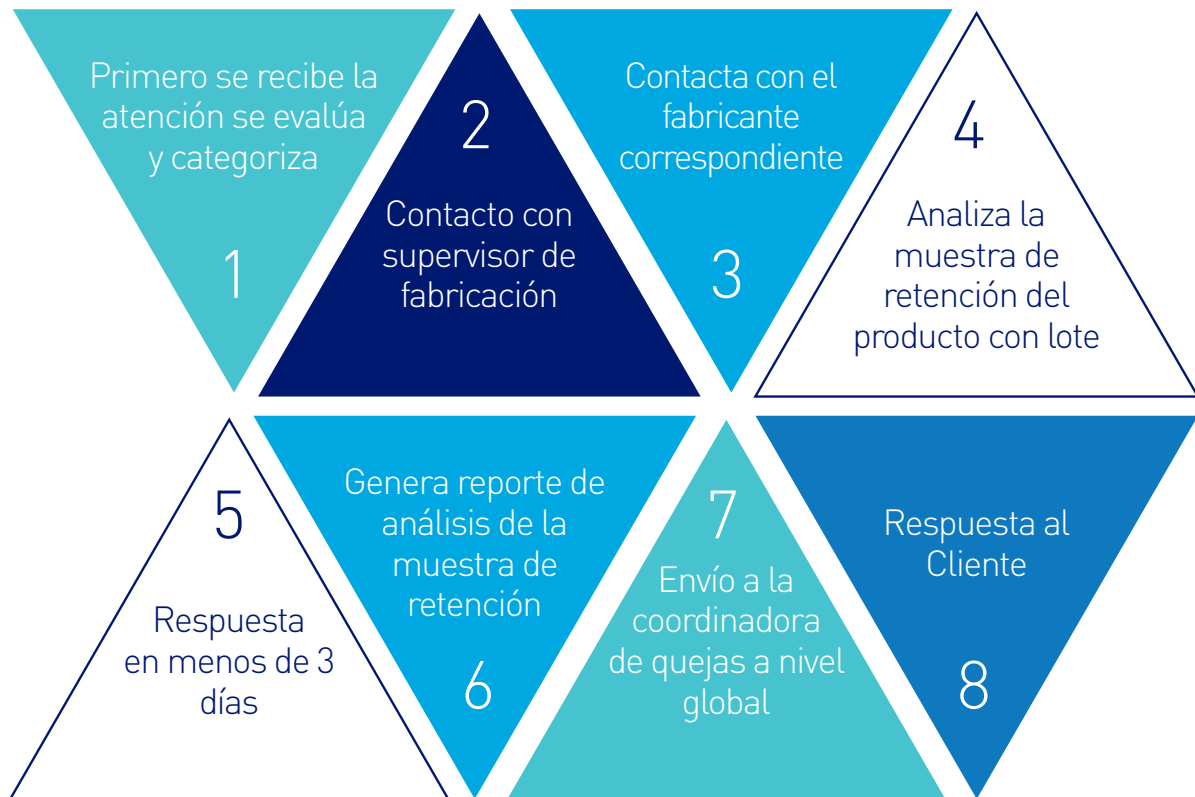 Primero se recibe la
atención se evalúa
y categoriza
1
2
Contacto con
supervisor de
fabricación
Contacta con el
fabricante
correspondiente
3
4
Analiza la
muestra de
retención del
producto con lote
5
Respuesta
en menos de 3
días
Genera reporte de
análisis de la
muestra de
retención
6
7
Envío a la
coordinadora
de quejas a nivel
global
Respuesta al
Cliente
8